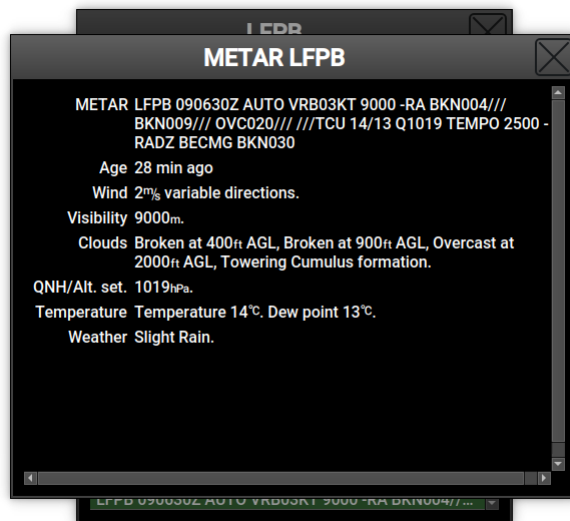 LFPB
METAR LFPB
METAR LFPB 090630Z AUTO VRB03KT 9000 -RA BKN004///
BKN009/// OVC020/// ///TCU 14/13 Q1019 TEMPO 2500 -
RADZ BECMG BKN030
Age 28 min ago
Wind 2m/s variable directions.
Visibility 9000m.
Clouds Broken at 400ft AGL, Broken at 900ft AGL, Overcast at
2000ft AGL, Towering Cumulus formation.
QNH/Alt. set. 1019hPa.
Temperature Temperature 14°C. Dew point 13°C.
Weather Slight Rain.
LFPB 090630Z AUTO VRB03KT 9000 -RA BKN004//...